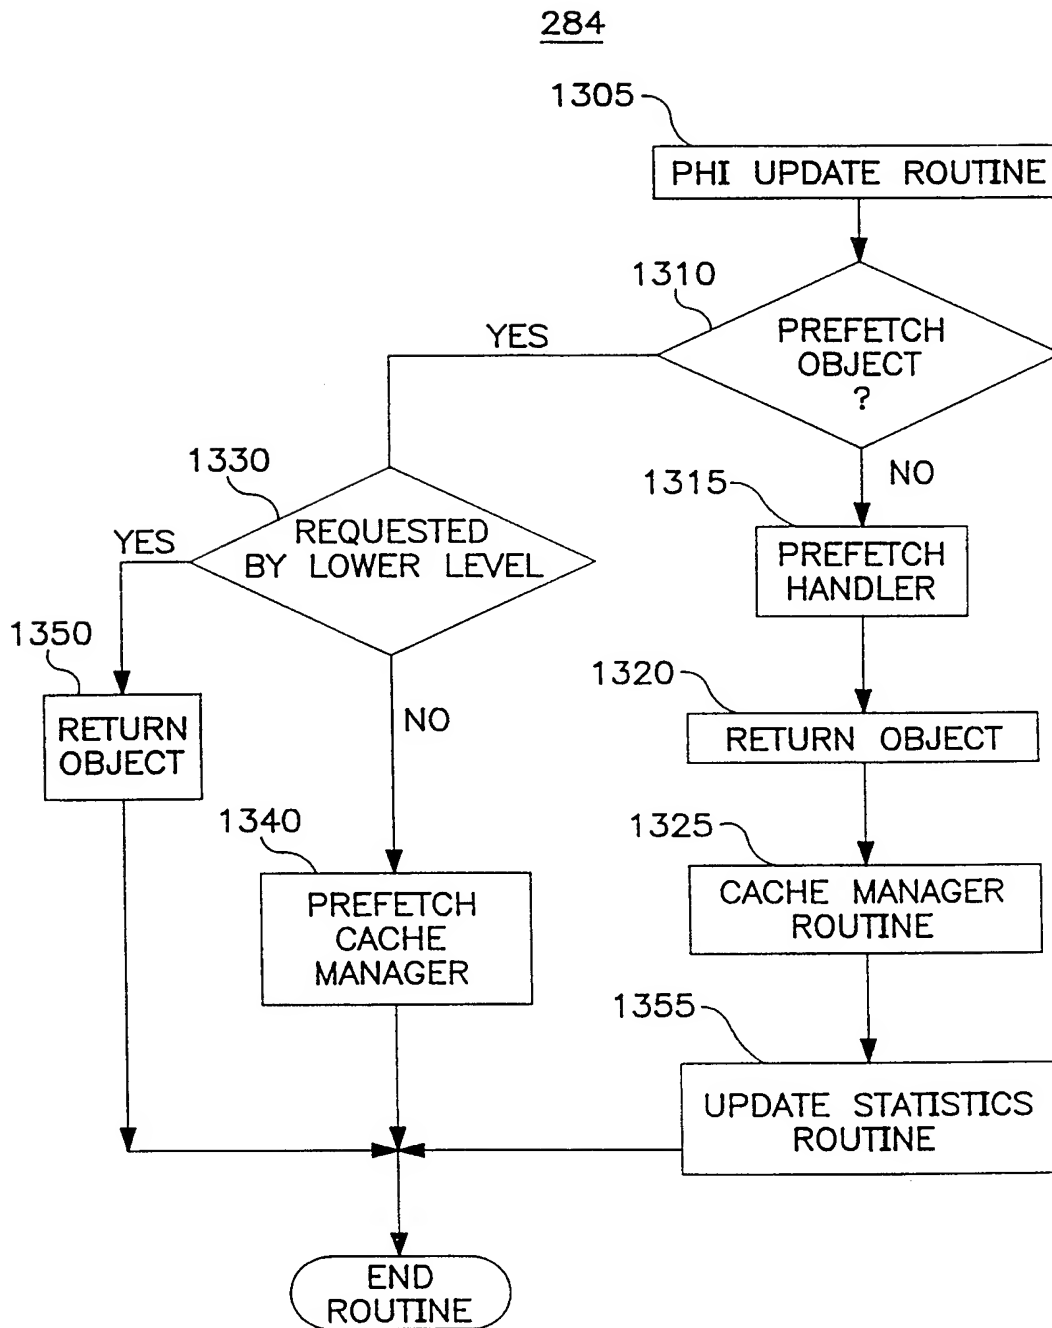 284
1305
PHI UPDATE ROUTINE
1310
PREFETCH
OBJECT
?
YES
NO
1330
REQUESTED
BY LOWER LEVEL
YES
NO
1315
PREFETCH
HANDLER
1350
RETURN
OBJECT
1320
RETURN OBJECT
1340
PREFETCH
CACHE
MANAGER
1325
CACHE MANAGER
ROUTINE
1355
UPDATE STATISTICS
ROUTINE
END
ROUTINE